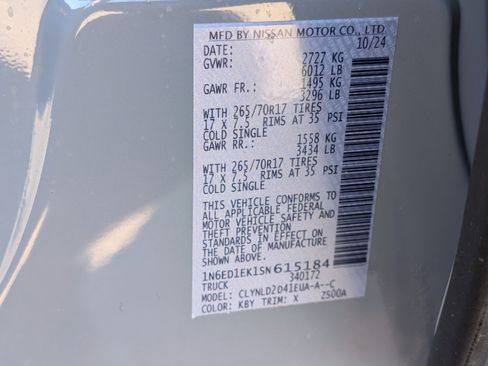 MFD BY NISSAN MOTOR CO., LTD
DATE: 10/24
GVWR: 2727 KG
6012 LB
GAWR FR.: 1495 KG
3296 LB
WITH 265/70R17 TIRES
17 X 7.5 RIMS AT 35 PSI
COLD SINGLE
GAWR RR.: 1558 KG
3434 LB
WITH 265/70R17 TIRES
17 X 7.5 RIMS AT 35 PSI
COLD SINGLE
THIS VEHICLE CONFORMS TO
ALL APPLICABLE FEDERAL
MOTOR VEHICLE SAFETY AND
THEFT PREVENTION
STANDARDS IN EFFECT ON
THE DATE OF MANUFACTURE
SHOWN ABOVE.
1N6ED1EK1SN615184
TRUCK 340172
MODEL: CLYNLD2D41EUA-A--C
COLOR: KBY TRIM: X 2S00A